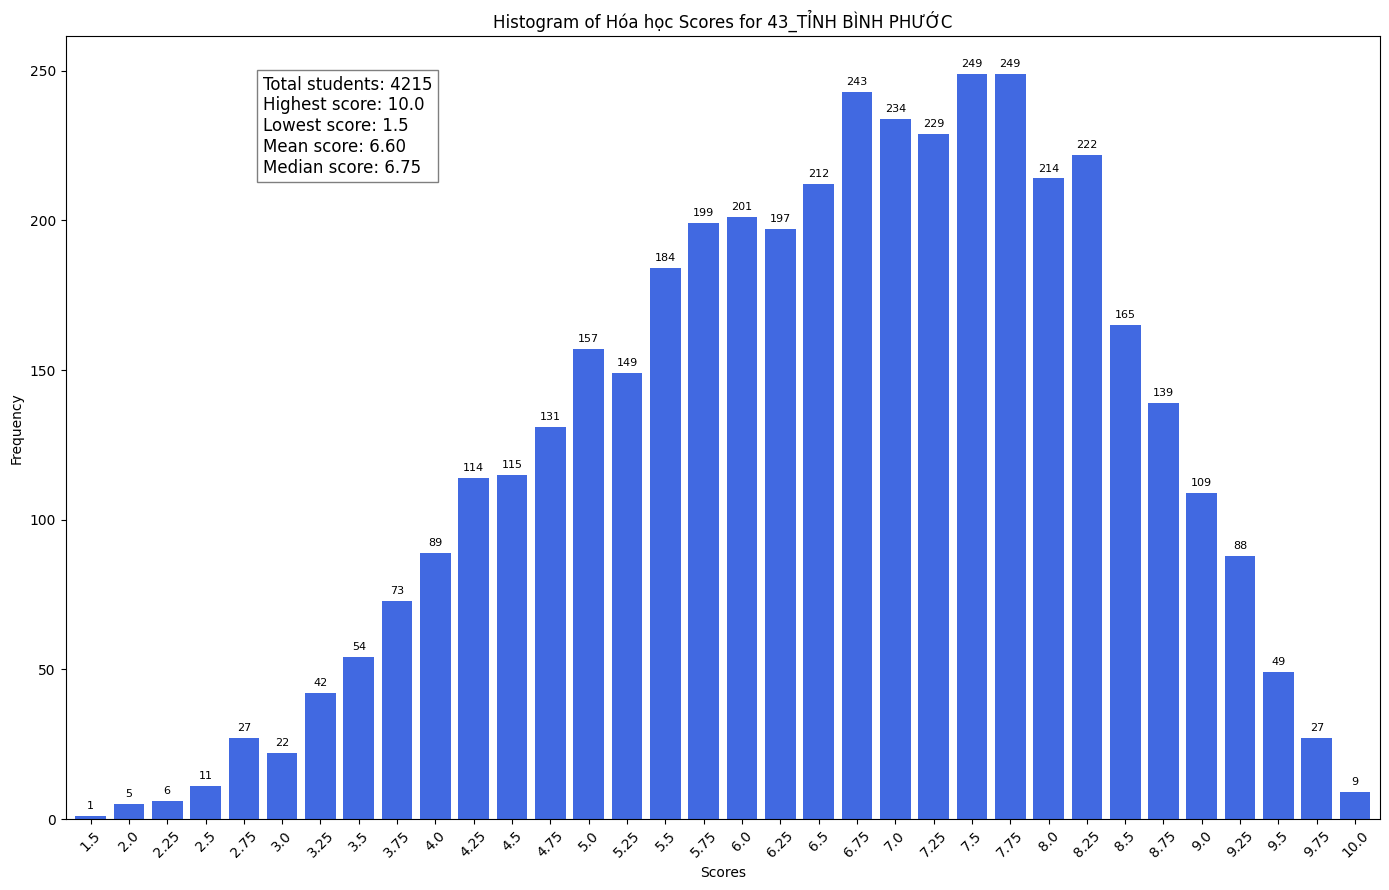 Histogram of Hóa học Scores for 43_TỈNH BÌNH PHƯỚC
Total students: 4215
Highest score: 10.0
Lowest score: 1.5
Mean score: 6.60
Median score: 6.75
Frequency
250
200
150
100
50
0
1 5 6 11 27 22 42 54 73 89 114 115 131 157 149 184 199 201 197 212 243 234 229 249 249 214 222 165 139 109 88 49 27 9
1.5 2.0 2.25 2.5 2.75 3.0 3.25 3.5 3.75 4.0 4.25 4.5 4.75 5.0 5.25 5.5 5.75 6.0 6.25 6.5 6.75 7.0 7.25 7.5 7.75 8.0 8.25 8.5 8.75 9.0 9.25 9.5 9.75 10.0
Scores